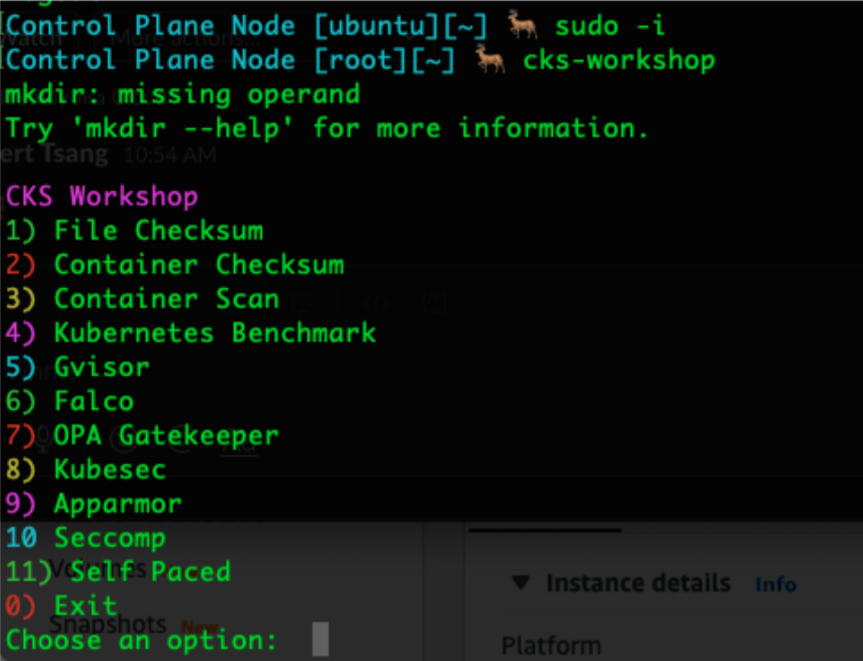 Control Plane Node [ubuntu][~] 🦌 sudo -i
Control Plane Node [root][~] 🦌 cks-workshop
More actions...
mkdir: missing operand
Try 'mkdir --help' for more information.
ert Tsang 10:54 AM
CKS Workshop
1) File Checksum
2) Container Checksum
3) Container Scan
4) Kubernetes Benchmark
5) Gvisor
6) Falco
7) OPA Gatekeeper
8) Kubesec
9) Apparmor
10 Seccomp
11) Self Paced
0) Exit
Choose an option:
Volumes
Snapshots New
Instance details Info
Platform